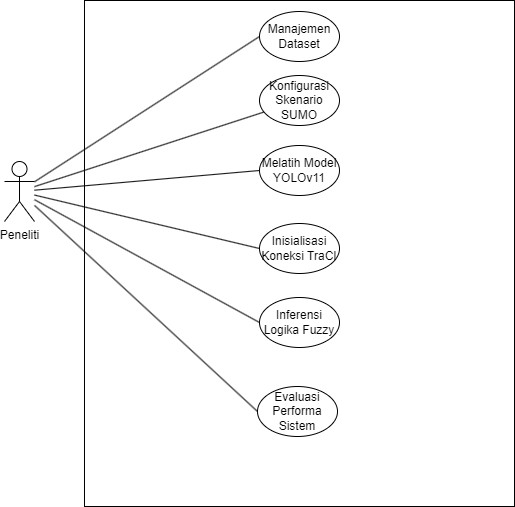 Manajemen
Dataset
Konfigurasi
Skenario
SUMO
Melatih Model
YOLOv11
Peneliti
Inisialisasi
Koneksi TraCI
Inferensi
Logika Fuzzy
Evaluasi
Performa
Sistem